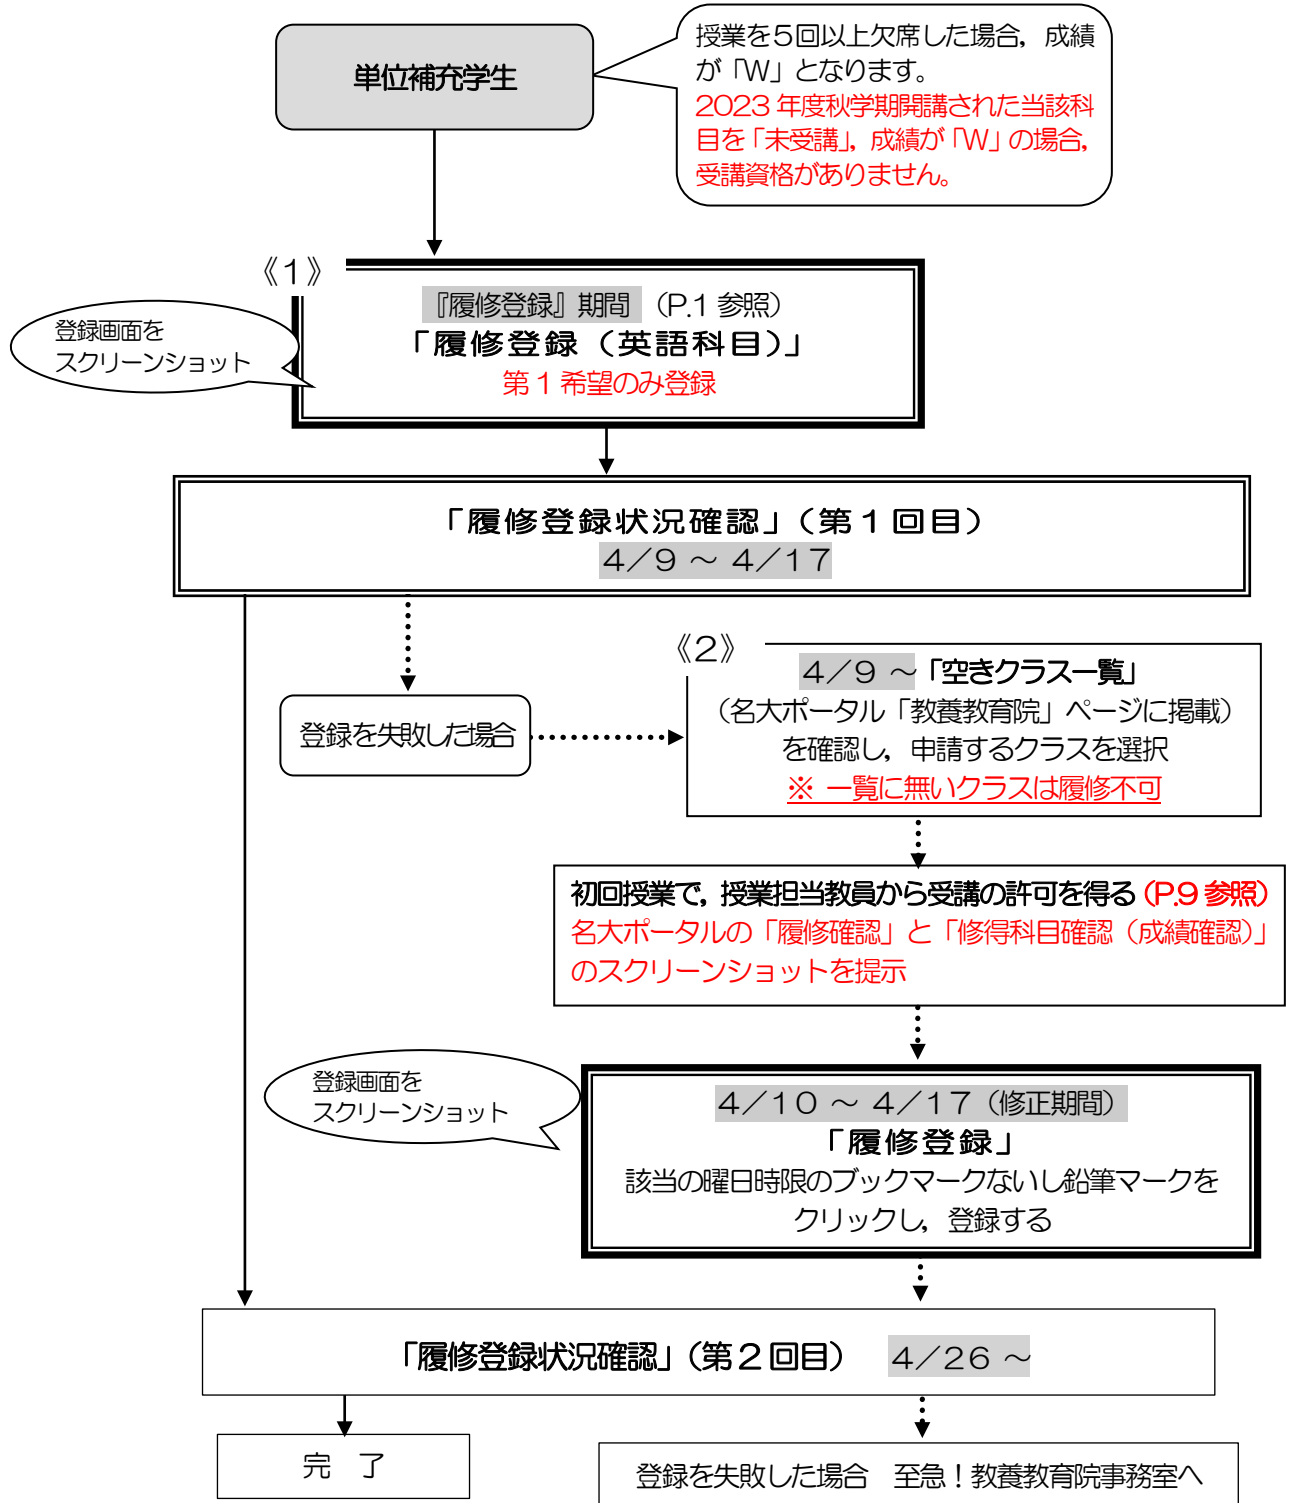 単位補充学生
授業を５回以上欠席した場合，成績
が「W」となります。
2023 年度秋学期開講された当該科
目を「未受講」，成績が「W」の場合，
受講資格がありません。
《１》
『履修登録』期間 （P.1 参照）
「履修登録（英語科目）」
第 1 希望のみ登録
登録画面を
スクリーンショット
「履修登録状況確認」（第１回目）
４／９ ～ ４／１７
《２》
４／９ ～「空きクラス一覧」
（名大ポータル「教養教育院」ページに掲載）
を確認し，申請するクラスを選択
※ 一覧に無いクラスは履修不可
登録を失敗した場合
初回授業で，授業担当教員から受講の許可を得る（P.9 参照）
名大ポータルの「履修確認」と「修得科目確認（成績確認）」
のスクリーンショットを提示
登録画面を
スクリーンショット
４／１０ ～ ４／１７（修正期間）
「履修登録」
該当の曜日時限のブックマークないし鉛筆マークを
クリックし，登録する
「履修登録状況確認」（第２回目）　４／２６ ～
完　了
登録を失敗した場合　至急！教養教育院事務室へ